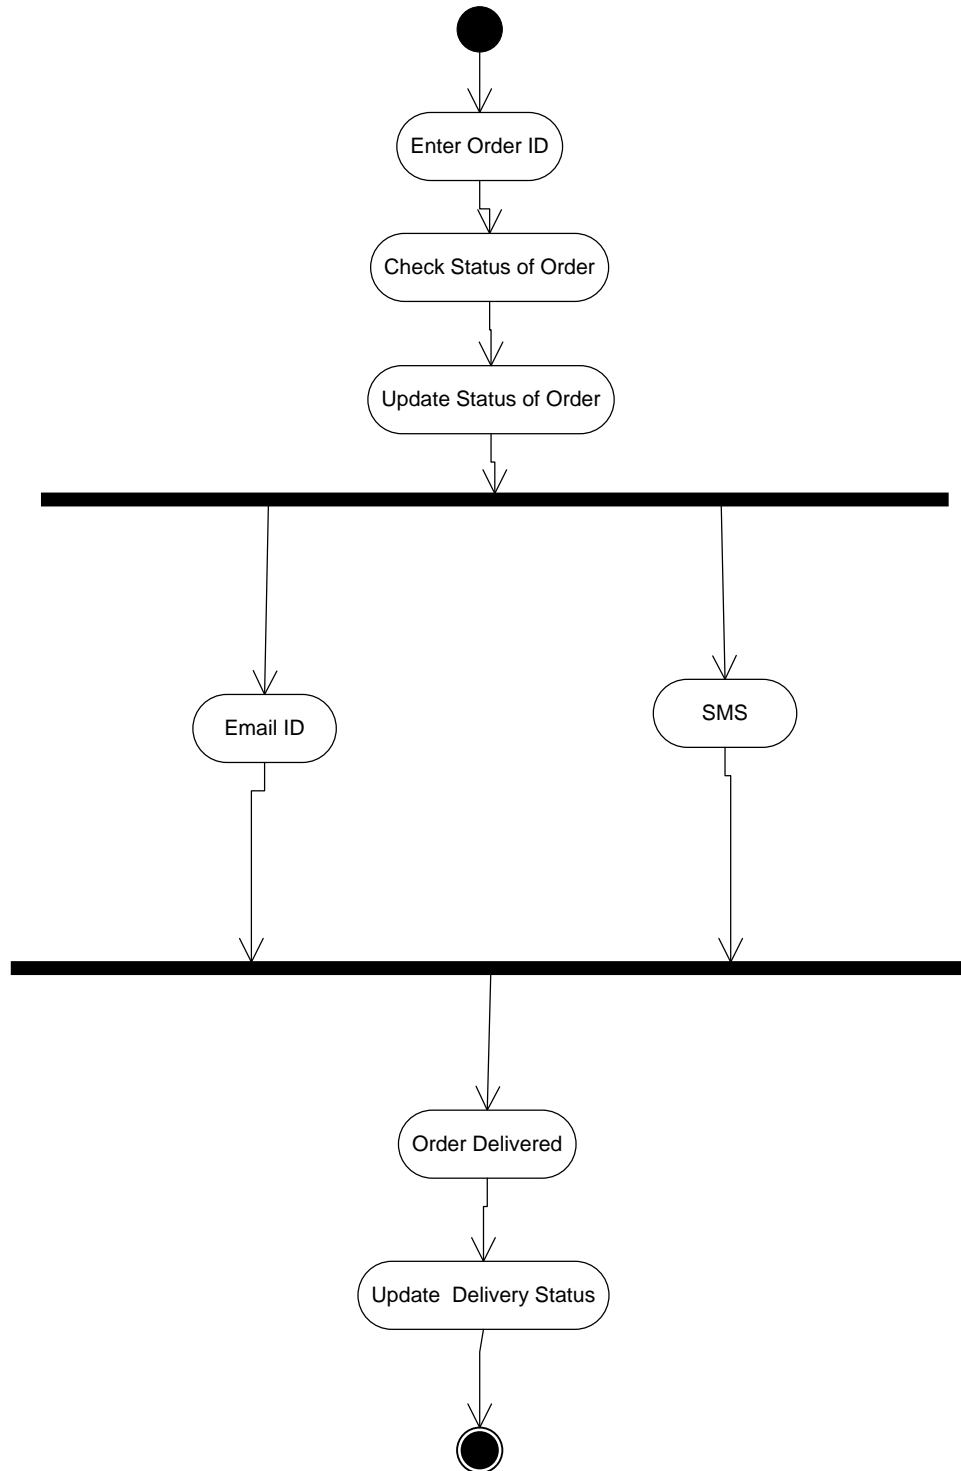 Enter Order ID
Check Status of Order
Update Status of Order
Email ID
SMS
Order Delivered
Update  Delivery Status